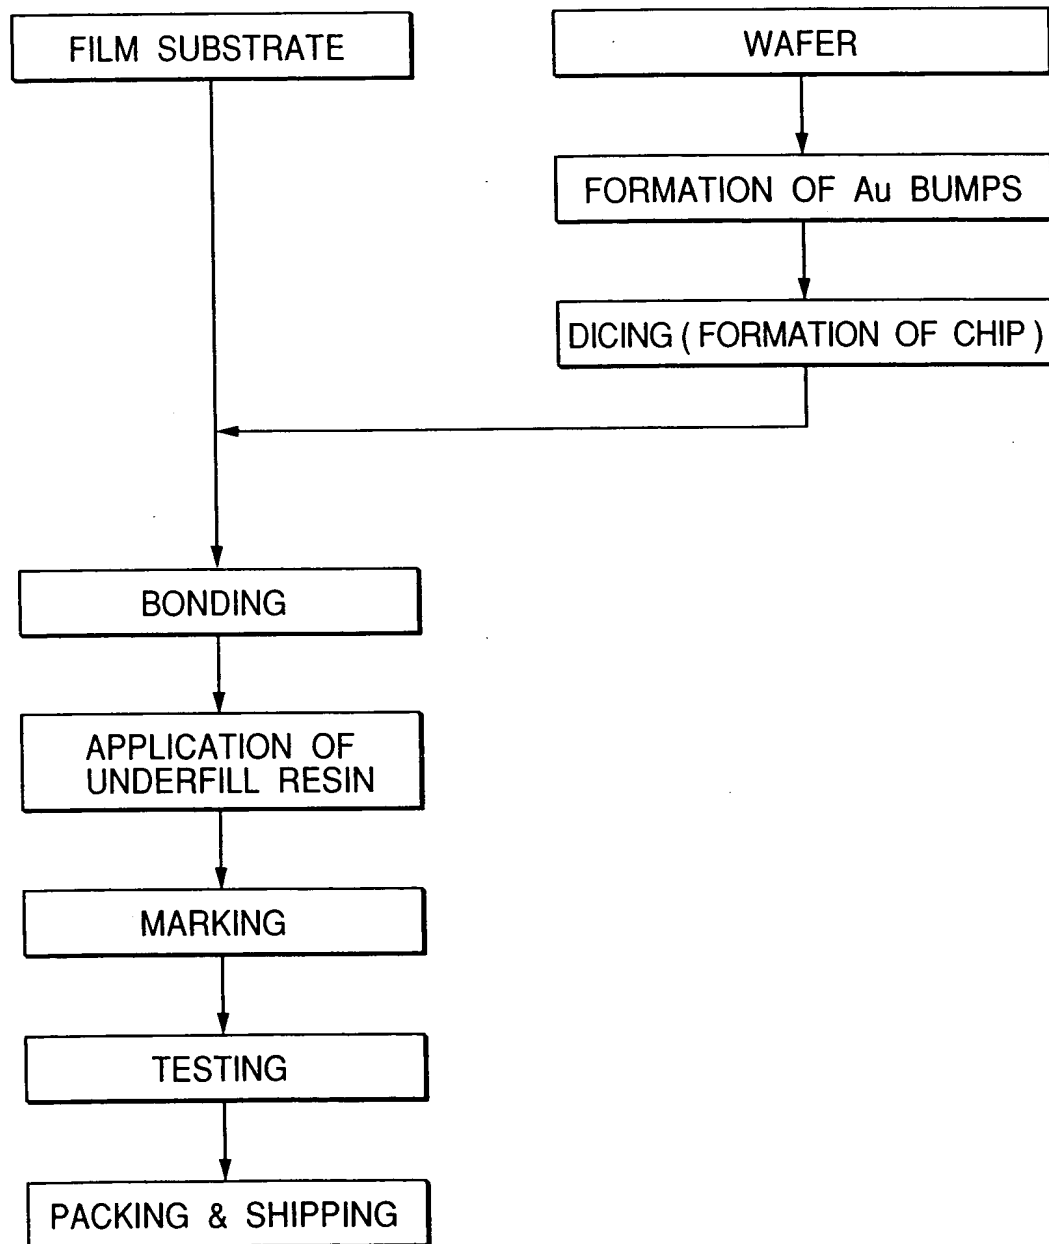 FILM SUBSTRATE
WAFER
FORMATION OF Au BUMPS
DICING ( FORMATION OF CHIP )
BONDING
APPLICATION OF
UNDERFILL RESIN
MARKING
TESTING
PACKING & SHIPPING